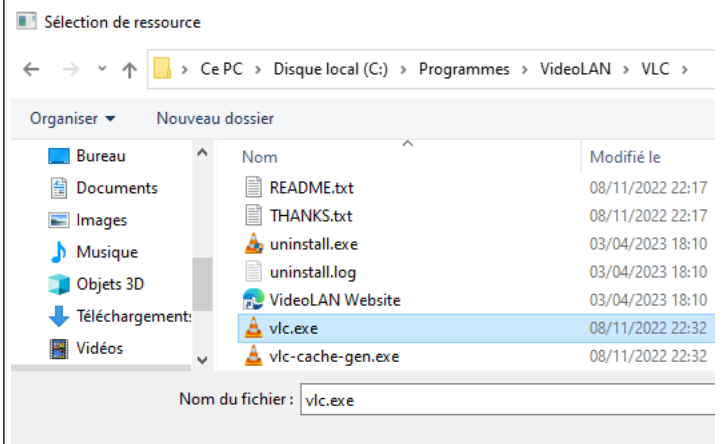 Sélection de ressource
Ce PC > Disque local (C:) > Programmes > VideoLAN > VLC >
Organiser Nouveau dossier
Bureau
Documents
Images
Musique
Objets 3D
Téléchargements
Vidéos
Nom Modifié le
README.txt 08/11/2022 22:17
THANKS.txt 08/11/2022 22:17
uninstall.exe 03/04/2023 18:10
uninstall.log 03/04/2023 18:10
VideoLAN Website 03/04/2023 18:10
vlc.exe 08/11/2022 22:32
vlc-cache-gen.exe 08/11/2022 22:32
Nom du fichier : vlc.exe